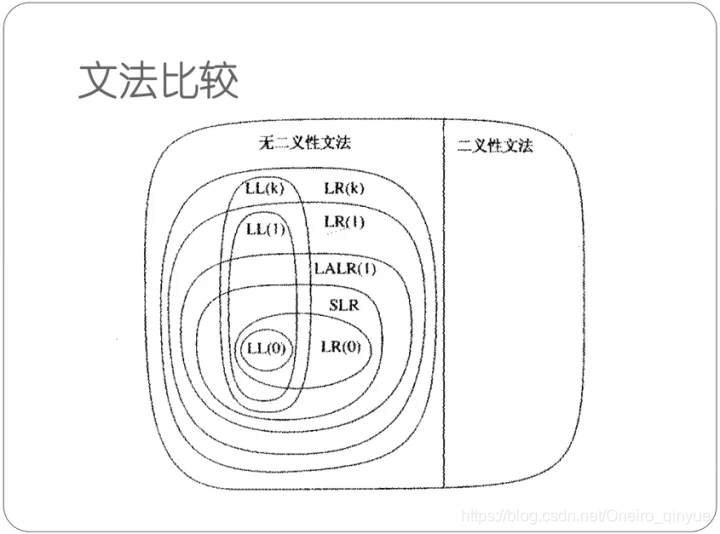 文法比较
无二义性文法
二义性文法
LL(k)
LR(k)
LL(1)
LR(1)
LALR(1)
SLR
LL(0)
LR(0)
https://blog.csdn.net/Oneiro_qinyue